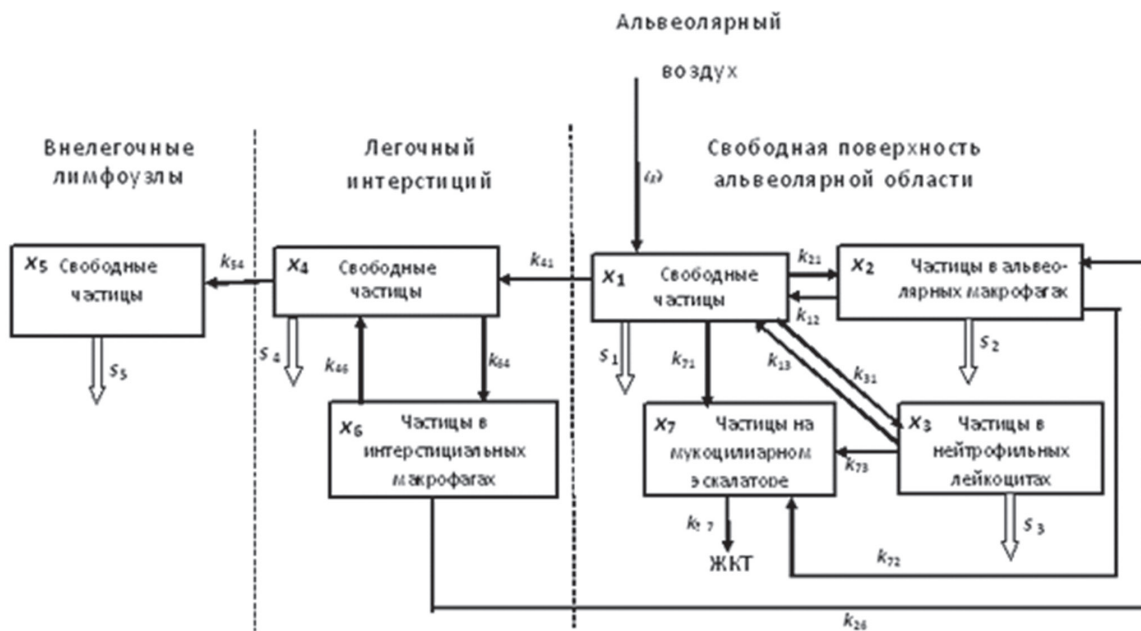 Альвеолярный
воздух
Внелегочные
лимфоузлы
Легочный
интерстиций
Свободная поверхность
альвеолярной области
ω
x5 Свободные
частицы
k54
x4 Свободные
частицы
k41
x1 Свободные
частицы
k21
k12
x2 Частицы в альвео-
лярных макрофагах
s5
s4
k46
k64
s1
k71
k13
k31
s2
x6 Частицы в
интерстициальных
макрофагах
x7 Частицы на
мукоцилиарном
эскалаторе
k73
x3 Частицы в
нейтрофильных
лейкоцитах
s3
ЖКТ
k72
k26